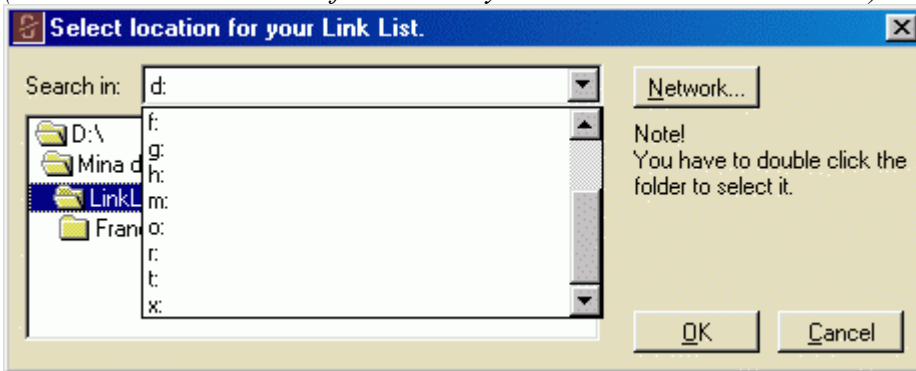 Select location for your Link List.
Search in: d: Network...
f:
g:
h:
m:
o:
r:
t:
x:
D:\
Mina d
LinkL
Fran
Note!
You have to double click the
folder to select it.
OK Cancel